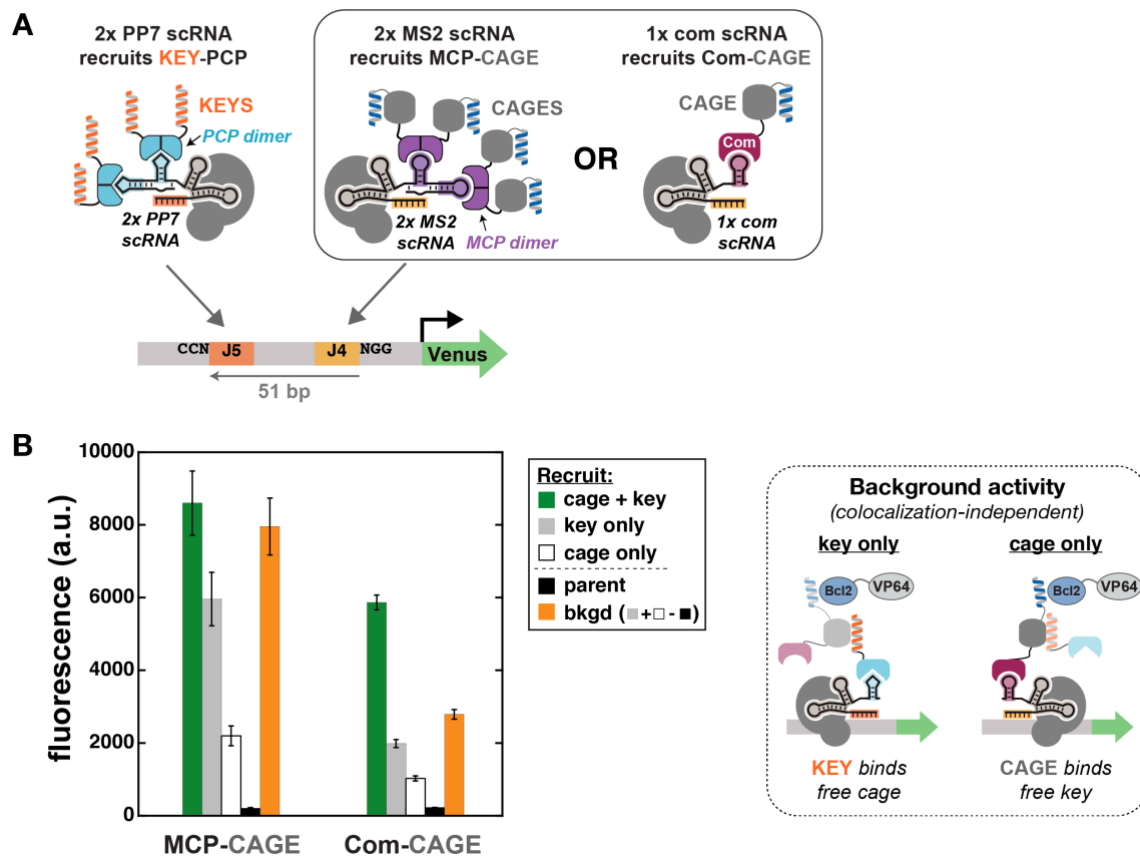 A
2x PP7 scRNA
recruits KEY-PCP
KEYS
PCP dimer
2x PP7
scRNA
2x MS2 scRNA
recruits MCP-CAGE
CAGES
2x MS2
scRNA
MCP dimer
OR
1x com scRNA
recruits Com-CAGE
CAGE
Com
1x com
scRNA
CCN J5 J4 NGG Venus
51 bp
B
fluorescence (a.u.)
10000
8000
6000
4000
2000
0
MCP-CAGE Com-CAGE
Recruit:
cage + key
key only
cage only
parent
bkgd ( + - )
Background activity
(colocalization-independent)
key only
Bcl2 VP64
KEY binds
free cage
cage only
Bcl2 VP64
CAGE binds
free key